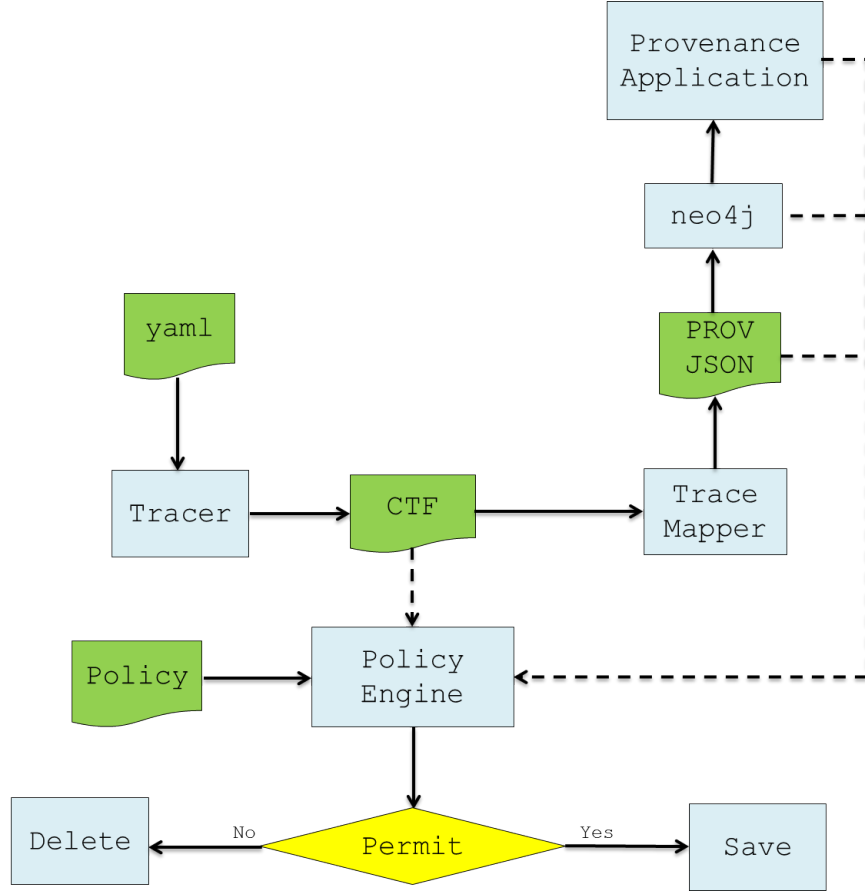 Provenance
Application
neo4j
yaml
PROV
JSON
Tracer
CTF
Trace
Mapper
Policy
Policy
Engine
Delete
No
Permit
Yes
Save